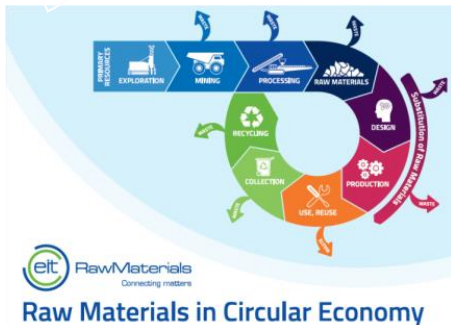 WASTE
WASTE
WASTE
PRIMARY
RESOURCES
EXPLORATION
MINING
PROCESSING
RAW MATERIALS
WASTE
DESIGN
Substitution of Raw Materials
PRODUCTION
WASTE
USE, REUSE
WASTE
COLLECTION
WASTE
RECYCLING
WASTE
eit RawMaterials
Connecting matters
Raw Materials in Circular Economy